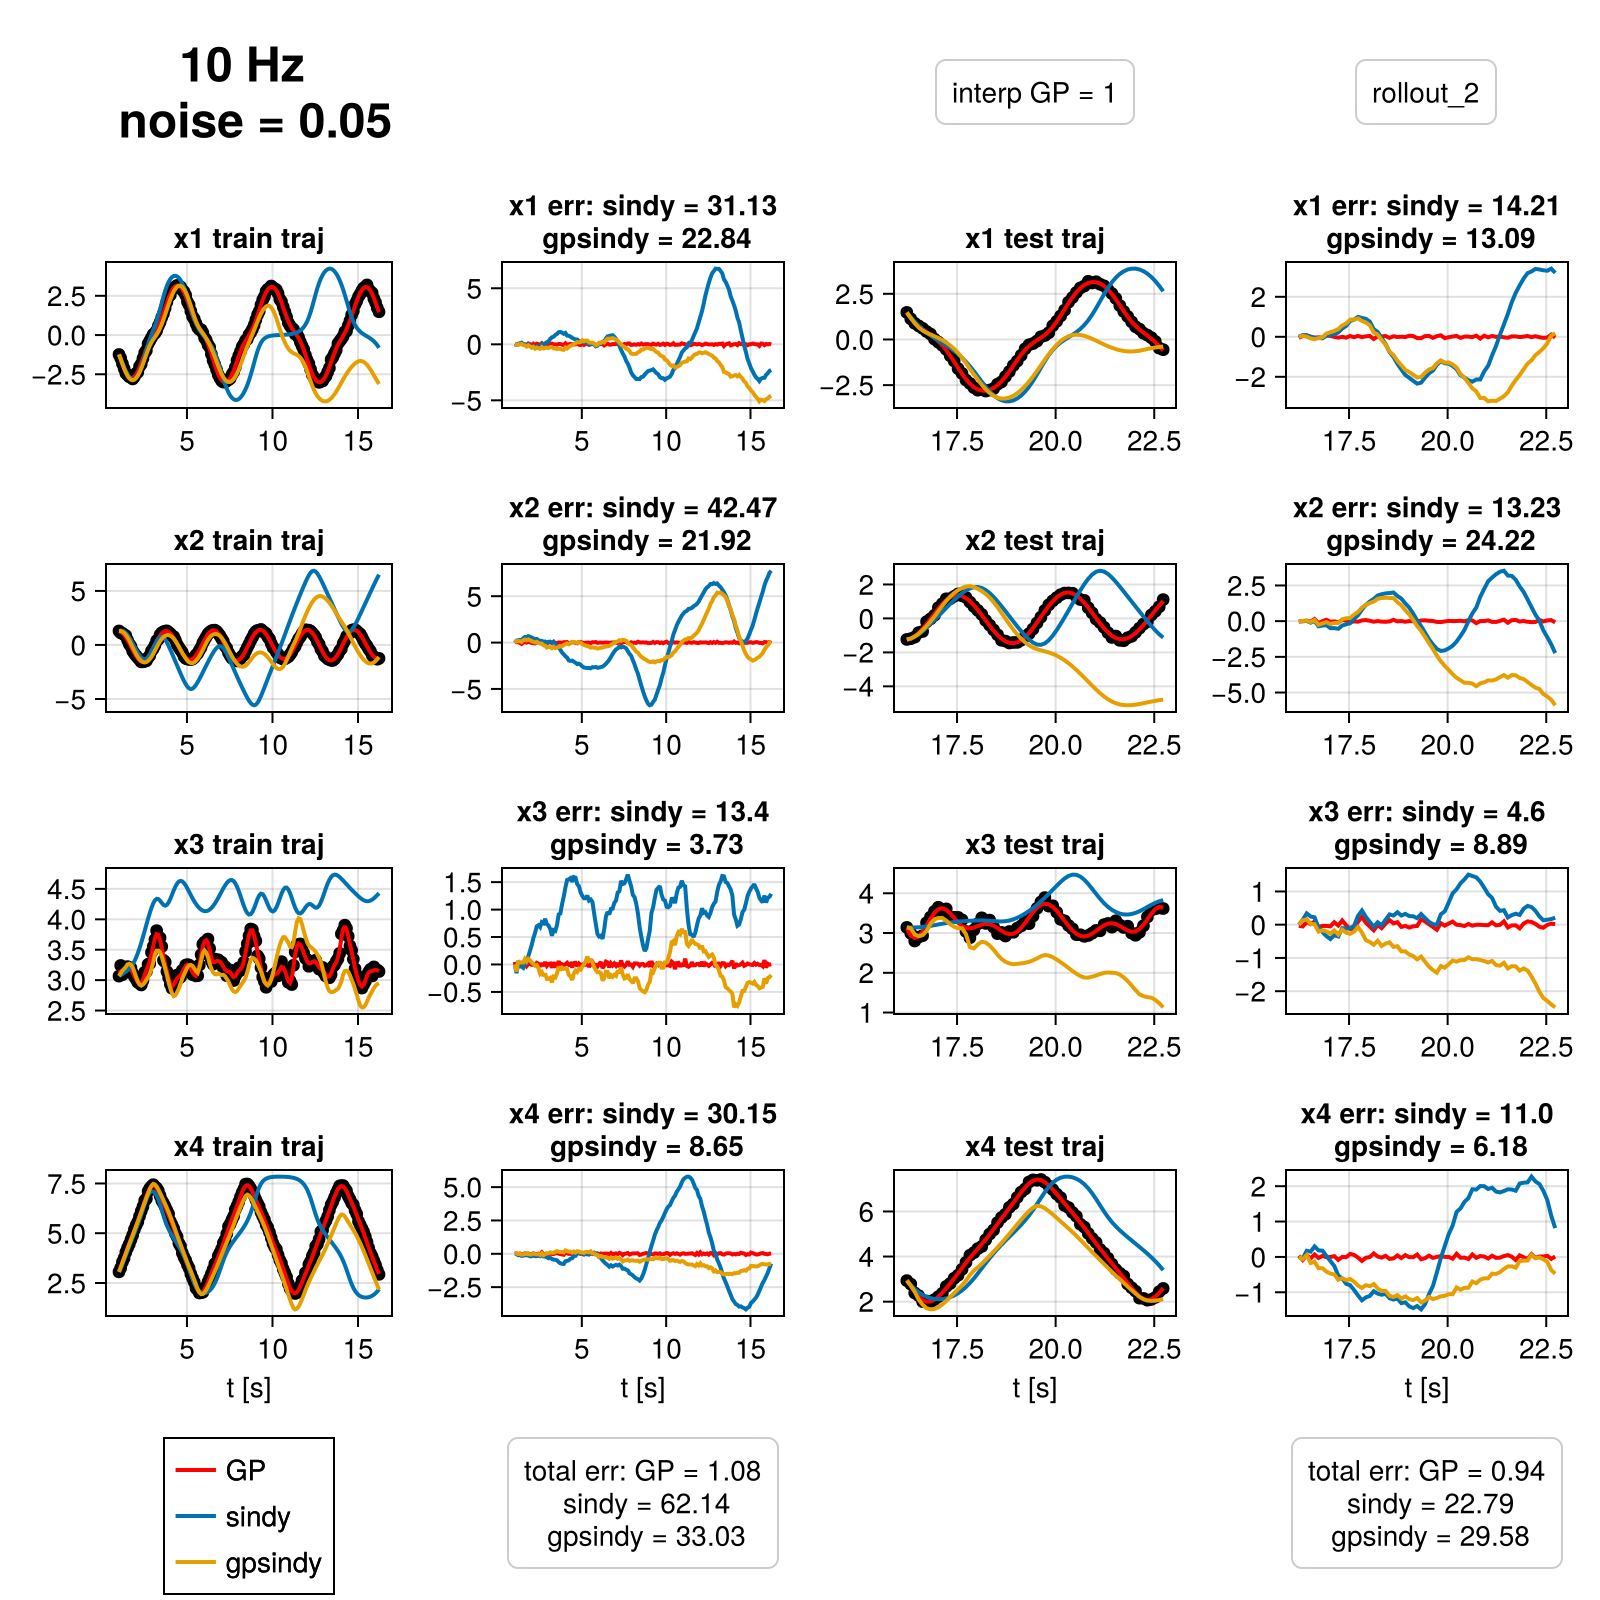 10 Hz
noise = 0.05
interp GP = 1
rollout_2
x1 train traj
2.5
0.0
−2.5
5
10
15
x1 err: sindy = 31.13
gpsindy = 22.84
5
0
−5
5
10
15
x1 test traj
2.5
0.0
−2.5
17.5
20.0
22.5
x1 err: sindy = 14.21
gpsindy = 13.09
2
0
−2
17.5
20.0
22.5
x2 train traj
5
0
−5
5
10
15
x2 err: sindy = 42.47
gpsindy = 21.92
5
0
−5
5
10
15
x2 test traj
2
0
−2
−4
17.5
20.0
22.5
x2 err: sindy = 13.23
gpsindy = 24.22
2.5
0.0
−2.5
−5.0
17.5
20.0
22.5
x3 train traj
4.5
4.0
3.5
3.0
2.5
5
10
15
x3 err: sindy = 13.4
gpsindy = 3.73
1.5
1.0
0.5
0.0
−0.5
5
10
15
x3 test traj
4
3
2
1
17.5
20.0
22.5
x3 err: sindy = 4.6
gpsindy = 8.89
1
0
−1
−2
17.5
20.0
22.5
x4 train traj
7.5
5.0
2.5
5
10
15
t [s]
x4 err: sindy = 30.15
gpsindy = 8.65
5.0
2.5
0.0
−2.5
5
10
15
t [s]
x4 test traj
6
4
2
17.5
20.0
22.5
t [s]
x4 err: sindy = 11.0
gpsindy = 6.18
2
1
0
−1
17.5
20.0
22.5
t [s]
GP
sindy
gpsindy
total err: GP = 1.08
sindy = 62.14
gpsindy = 33.03
total err: GP = 0.94
sindy = 22.79
gpsindy = 29.58